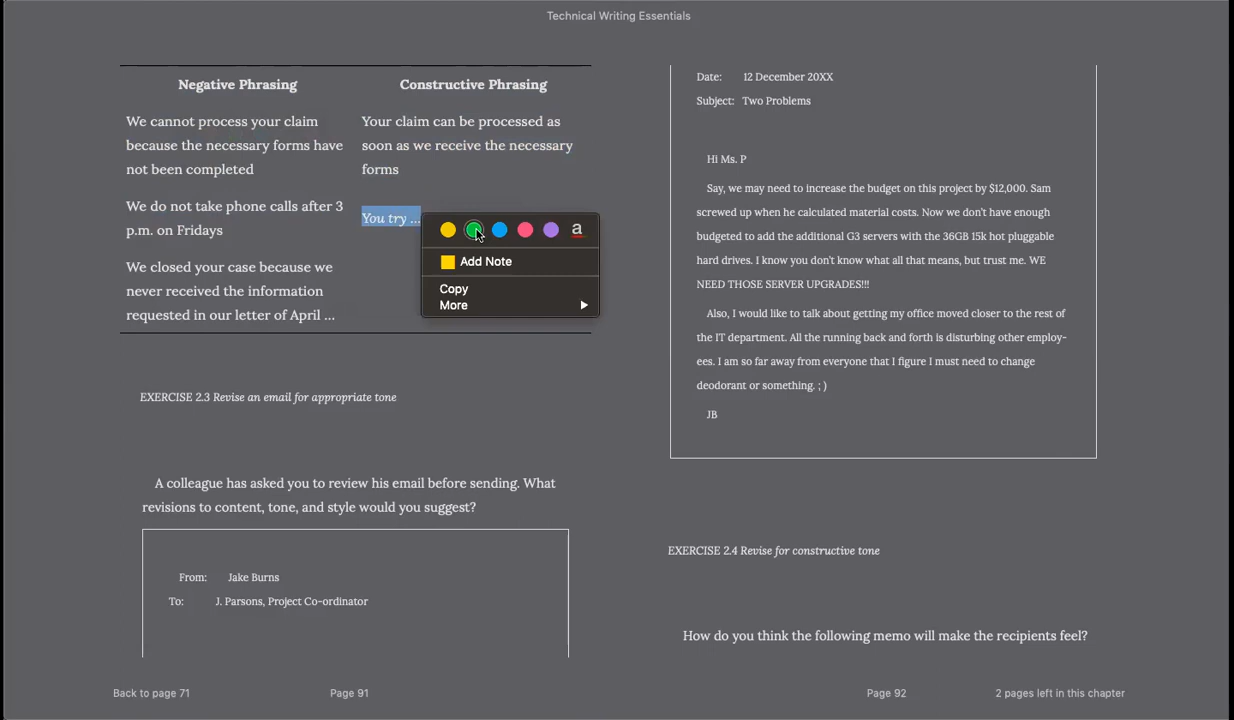 Technical Writing Essentials
Negative Phrasing
Constructive Phrasing
We cannot process your claim
because the necessary forms have
not been completed
Your claim can be processed as
soon as we receive the necessary
forms
We do not take phone calls after 3
p.m. on Fridays
You try ...
We closed your case because we
never received the information
requested in our letter of April ...
a
Add Note
Copy
More
EXERCISE 2.3 Revise an email for appropriate tone
A colleague has asked you to review his email before sending. What
revisions to content, tone, and style would you suggest?
From: Jake Burns
To: J. Parsons, Project Co-ordinator
Back to page 71
Page 91
Date: 12 December 20XX
Subject: Two Problems
Hi Ms. P
Say, we may need to increase the budget on this project by $12,000. Sam
screwed up when he calculated material costs. Now we don't have enough
budgeted to add the additional G3 servers with the 36GB 15k hot pluggable
hard drives. I know you don't know what all that means, but trust me. WE
NEED THOSE SERVER UPGRADES!!!
Also, I would like to talk about getting my office moved closer to the rest of
the IT department. All the running back and forth is disturbing other employ-
ees. I am so far away from everyone that I figure I must need to change
deodorant or something. ; )
JB
EXERCISE 2.4 Revise for constructive tone
How do you think the following memo will make the recipients feel?
Page 92
2 pages left in this chapter